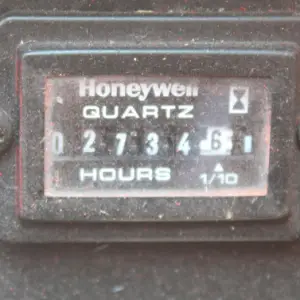 Honeywell
QUARTZ
0 2 7 3 4 6
HOURS 1/10